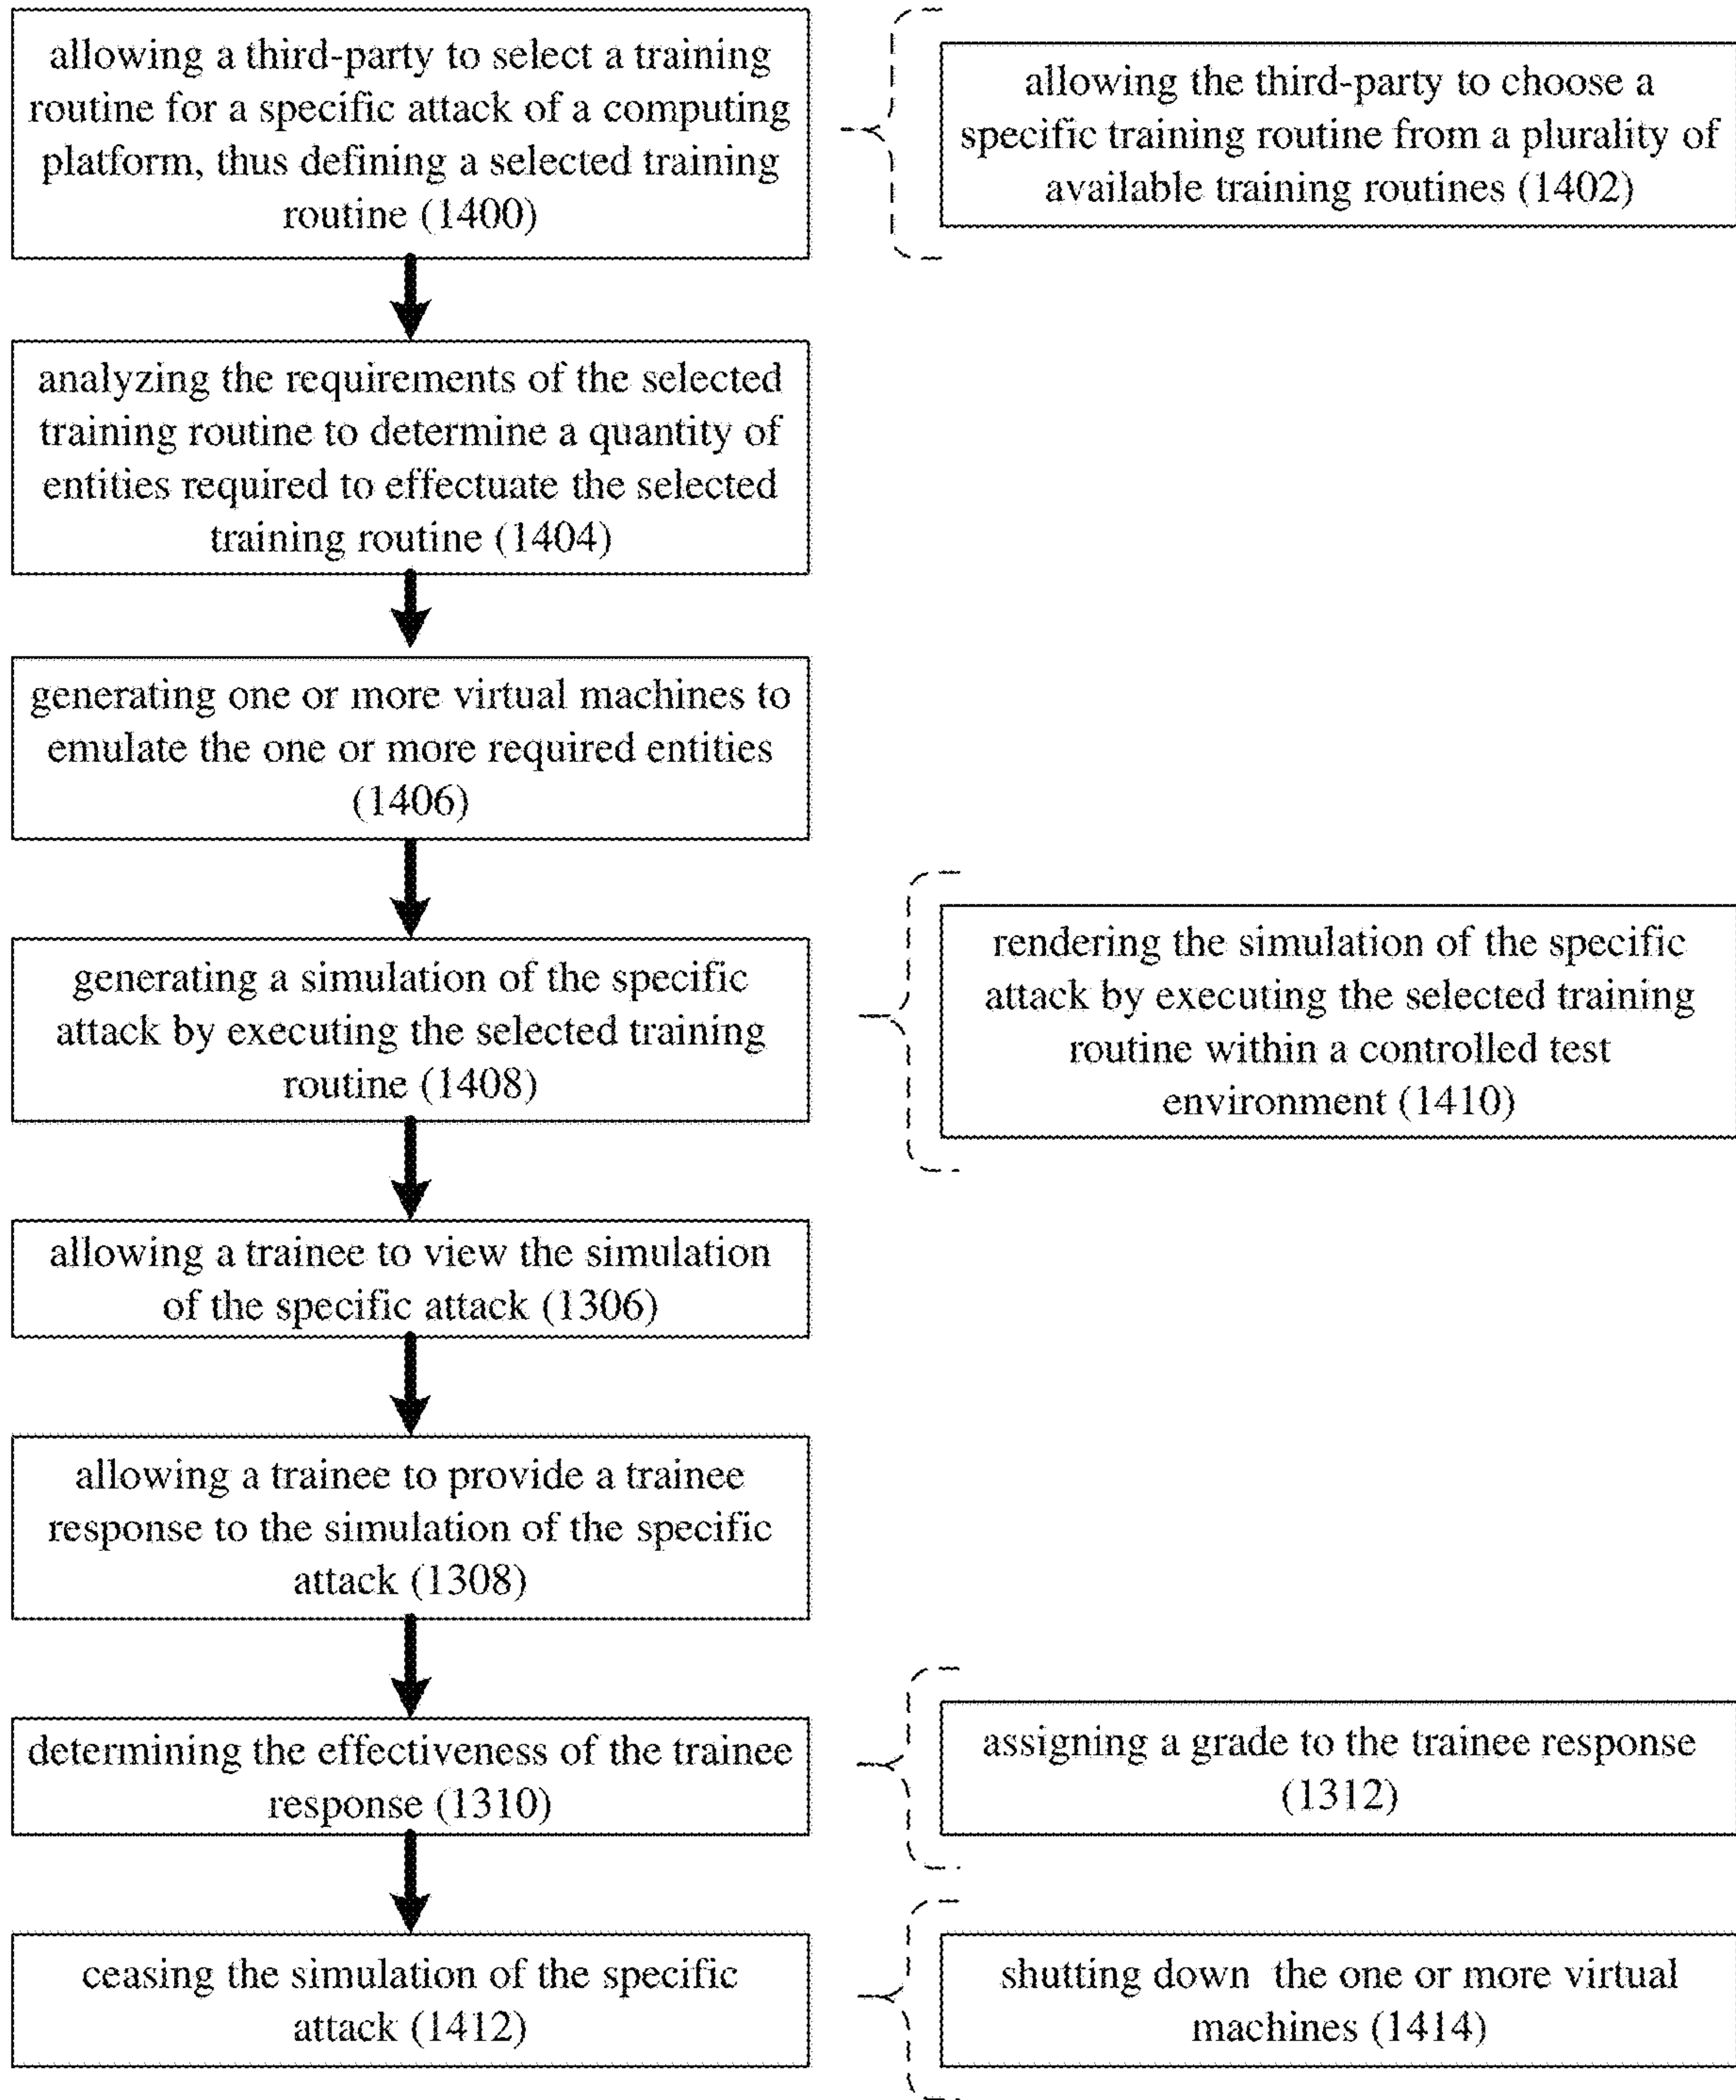 allowing a third-party to select a training
routine for a specific attack of a computing
platform, thus defining a selected training
routine (1400)
allowing the third-party to choose a
specific training routine from a plurality of
available training routines (1402)
analyzing the requirements of the selected
training routine to determine a quantity of
entities required to effectuate the selected
training routine (1404)
generating one or more virtual machines to
emulate the one or more required entities
(1406)
generating a simulation of the specific
attack by executing the selected training
routine (1408)
rendering the simulation of the specific
attack by executing the selected training
routine within a controlled test
environment (1410)
allowing a trainee to view the simulation
of the specific attack (1306)
allowing a trainee to provide a trainee
response to the simulation of the specific
attack (1308)
determining the effectiveness of the trainee
response (1310)
assigning a grade to the trainee response
(1312)
ceasing the simulation of the specific
attack (1412)
shutting down the one or more virtual
machines (1414)